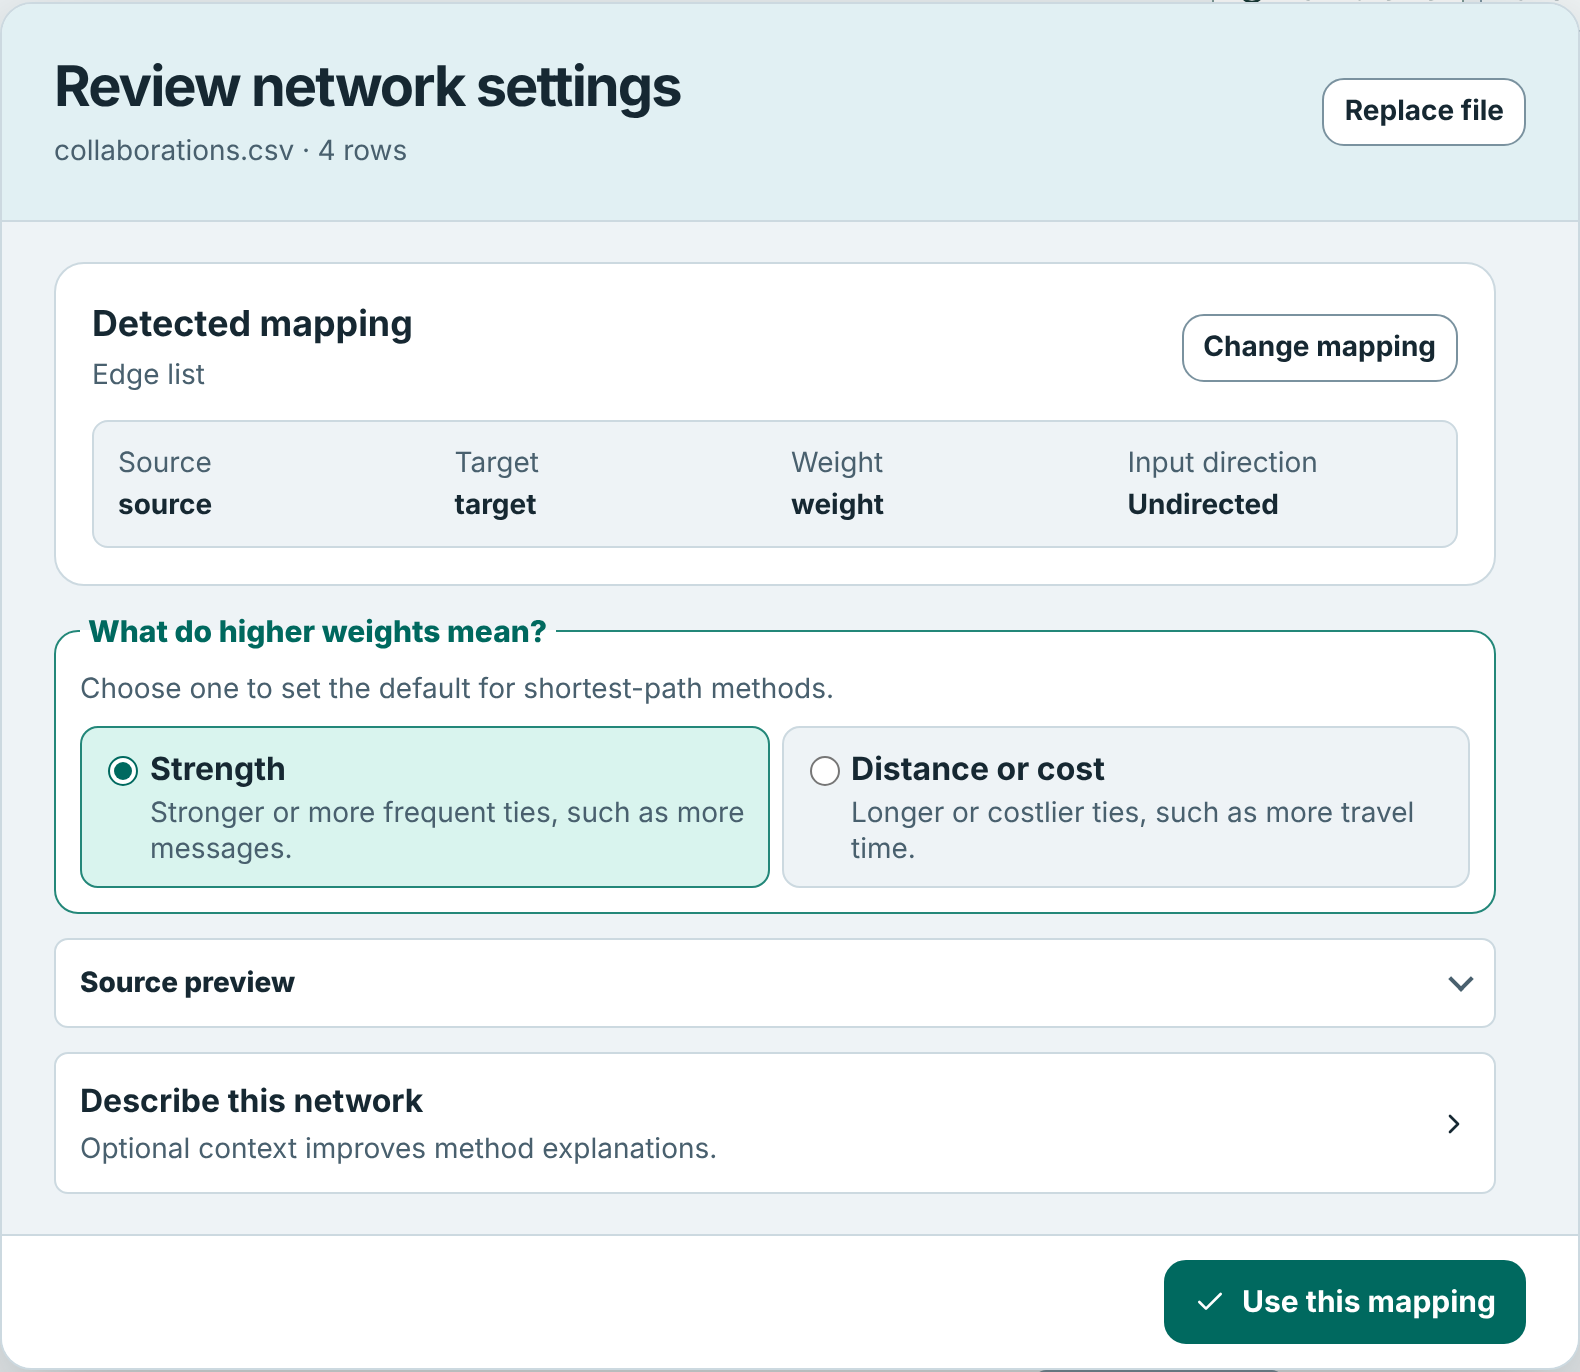 Review network settings
collaborations.csv · 4 rows
Replace file
Detected mapping
Edge list
Change mapping
Source
source
Target
target
Weight
weight
Input direction
Undirected
What do higher weights mean?
Choose one to set the default for shortest-path methods.
Strength
Stronger or more frequent ties, such as more
messages.
Distance or cost
Longer or costlier ties, such as more travel
time.
Source preview
Describe this network
Optional context improves method explanations.
Use this mapping